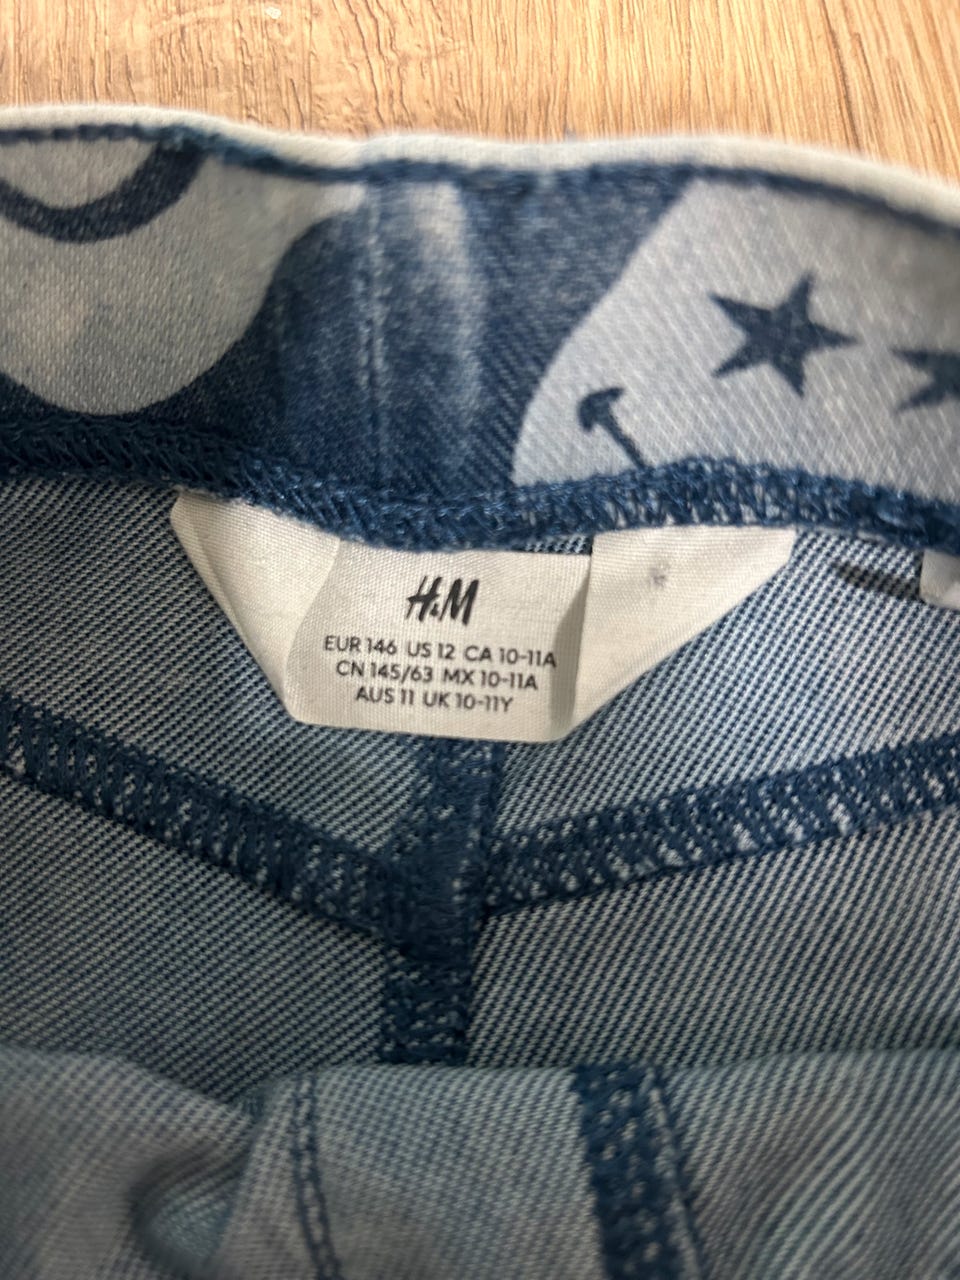 H&M
EUR 146 US 12 CA 10-11A
CN 145/63 MX 10-11A
AUS 11 UK 10-11Y